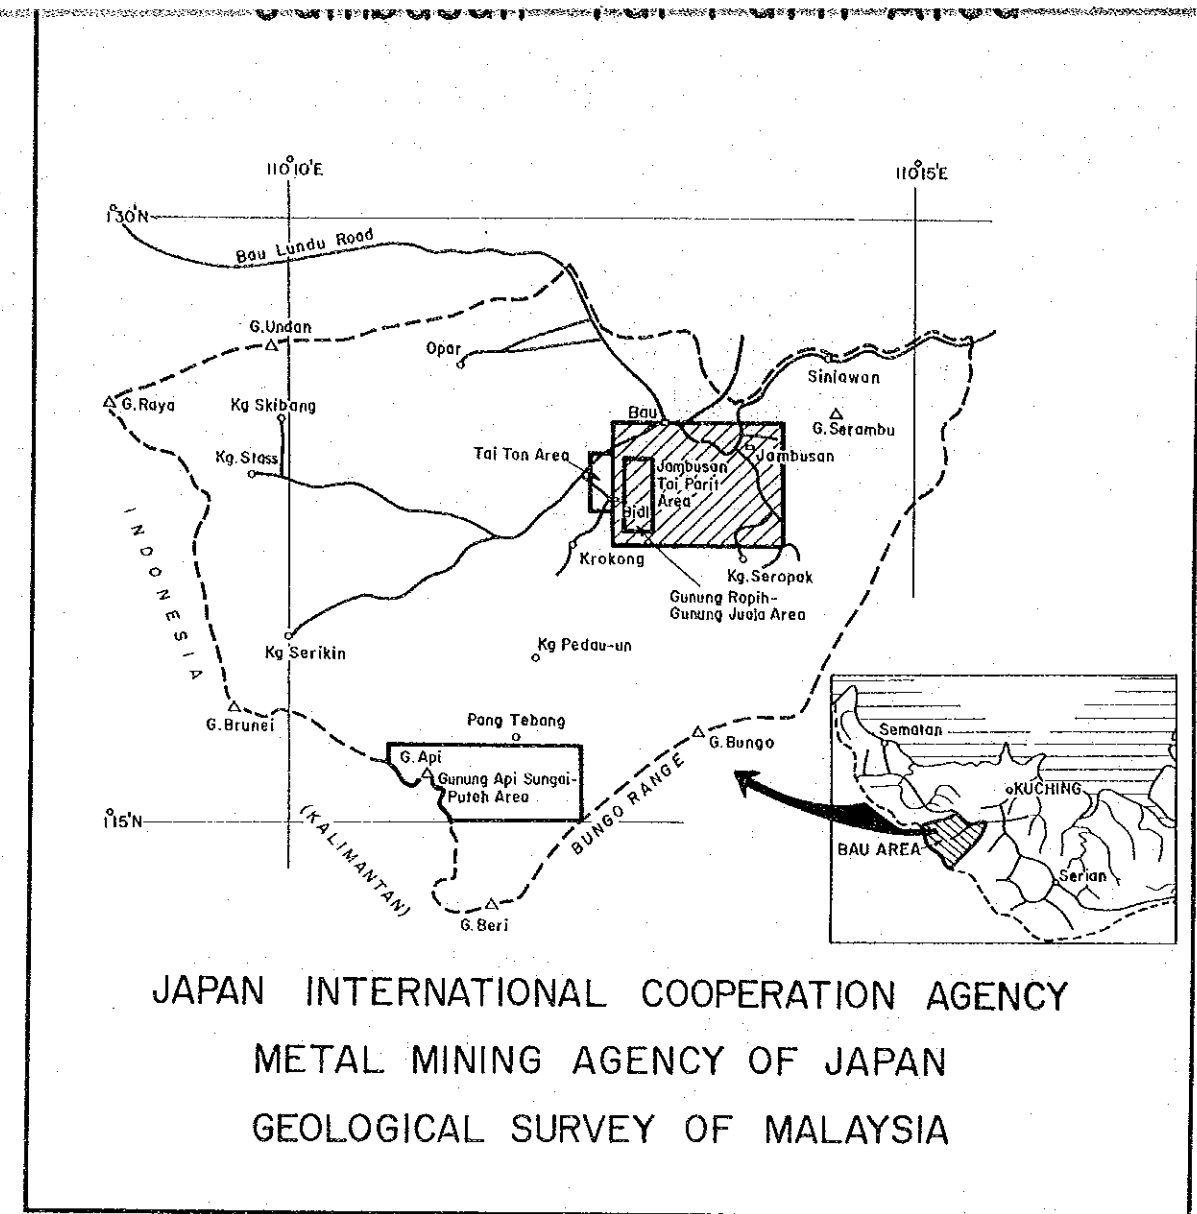 110°10'E
110°15'E
1°30'N
Bau Lundu Road
G.Undan
Opar
Siniawan
G.Raya
Kg Skibang
Bau
G.Serambu
Kg.Stass
Tai Ton Area
Jambusan
Jambusan
Tai Parit
Area
Bidi
INDONESIA
Krokong
Kg.Seropak
Gunung Ropih-
Gunung Juala Area
Kg Serikin
Kg Pedau-un
G.Brunei
Pang Tebang
G.Bungo
Sematan
G.Api
Gunung Api Sungai-
Puteh Area
KUCHING
1°15'N
(KALIMANTAN)
BUNGO RANGE
BAU AREA
Serian
G.Beri
JAPAN INTERNATIONAL COOPERATION AGENCY
METAL MINING AGENCY OF JAPAN
GEOLOGICAL SURVEY OF MALAYSIA